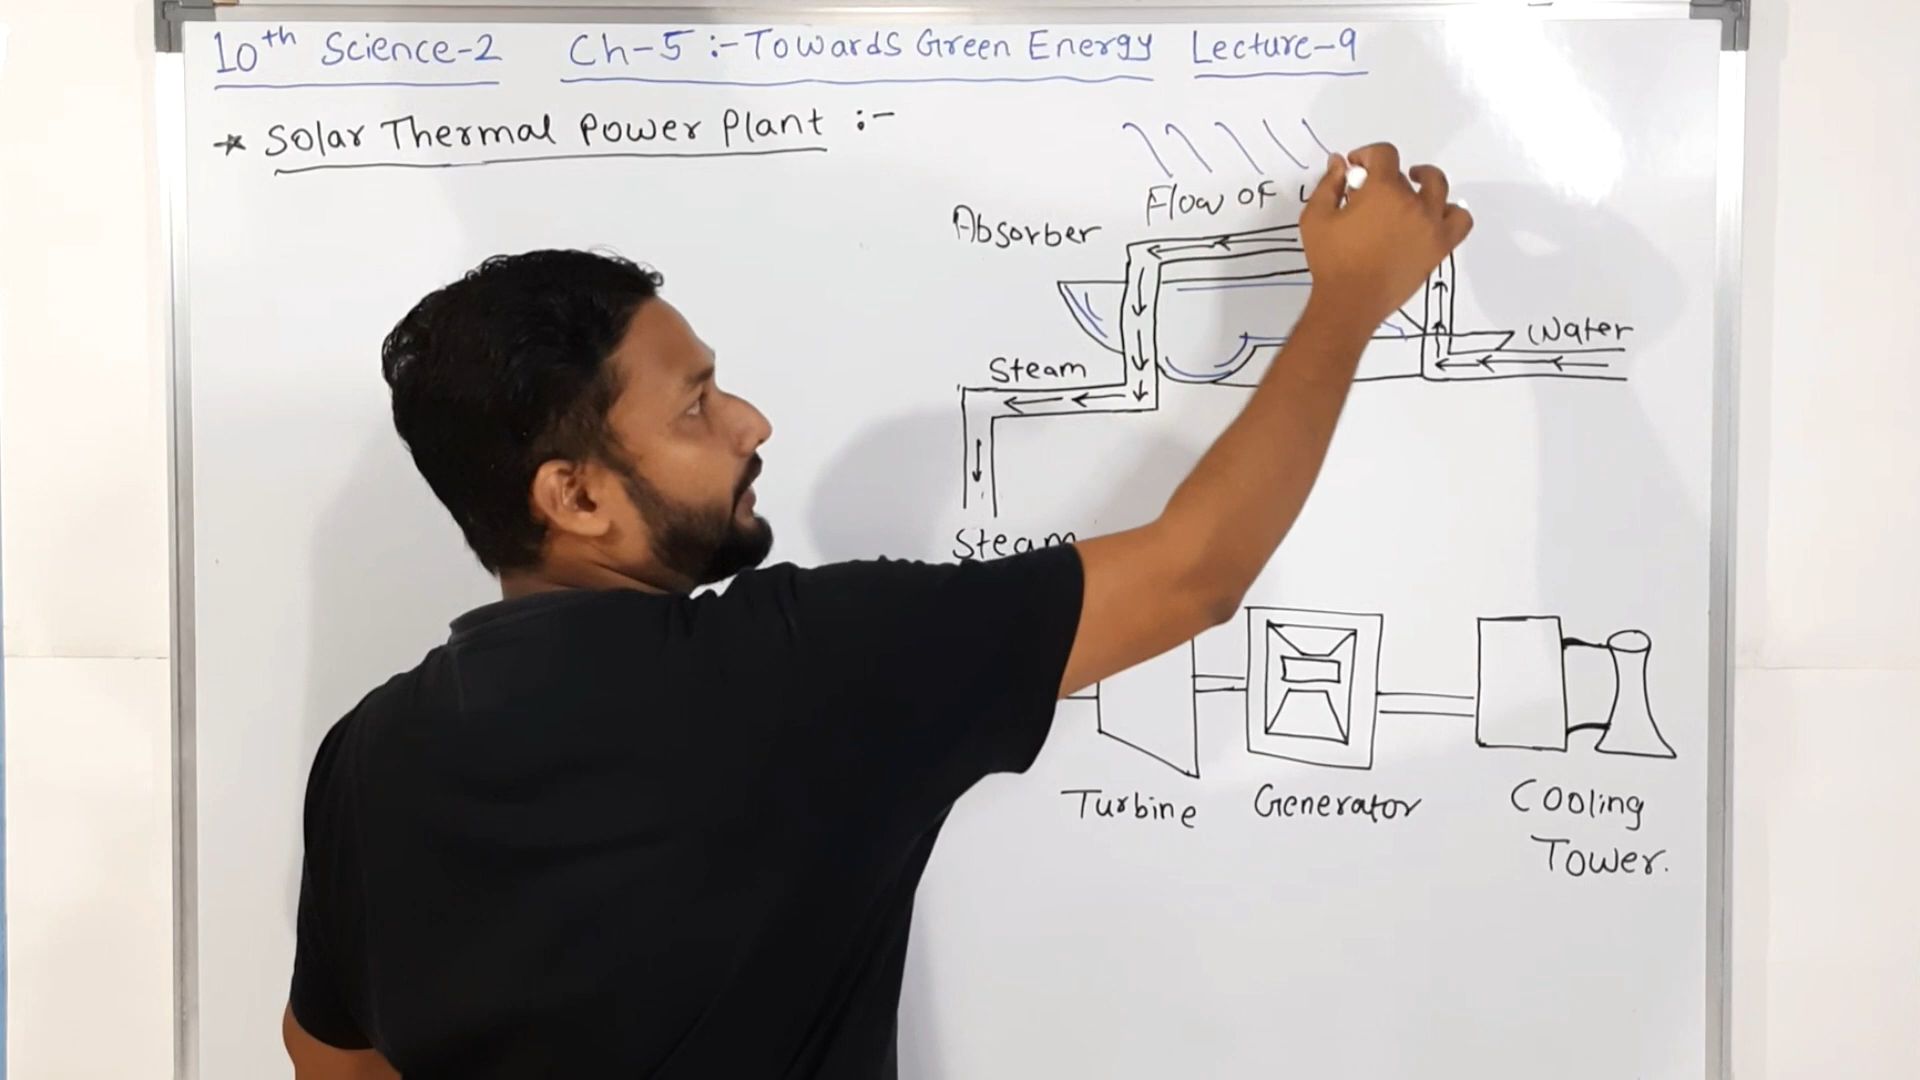 10th Science-2 Ch-5 :- Towards Green Energy Lecture-9
* Solar Thermal Power Plant :-
Flow of
Absorber
Water
Steam
Steam
Turbine Generator Cooling
Tower.